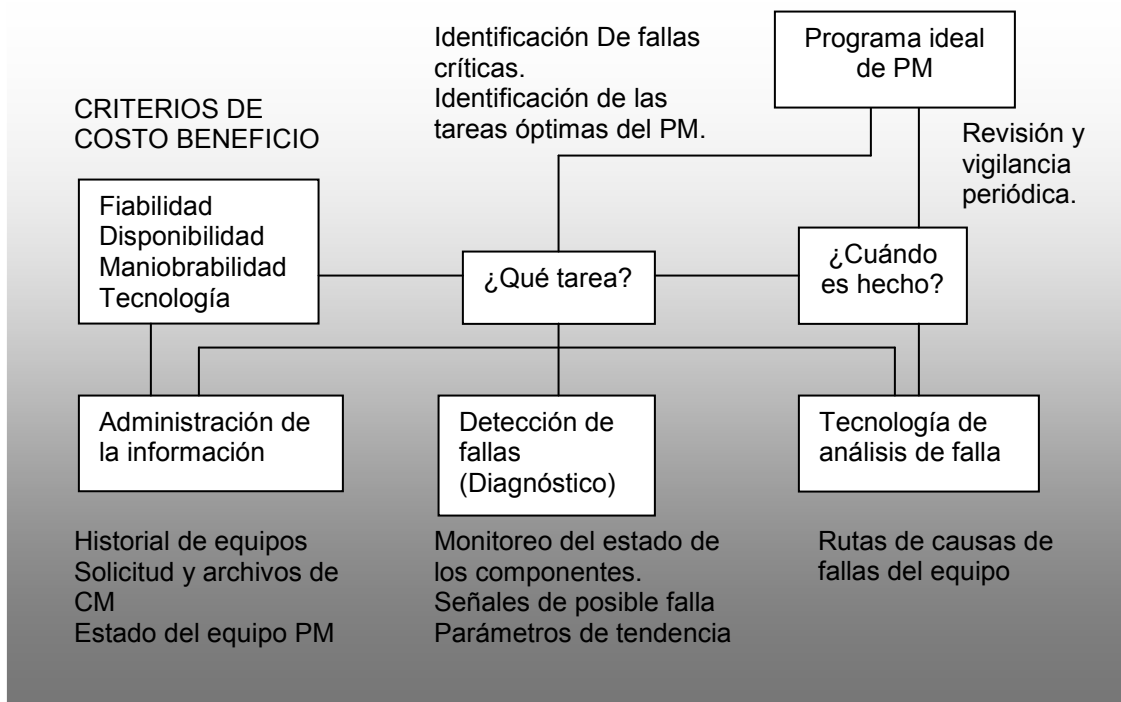 Identificación De fallas
críticas.
Identificación de las
tareas óptimas del PM.
Programa ideal
de PM
CRITERIOS DE
COSTO BENEFICIO
Revisión y
vigilancia
periódica.
Fiabilidad
Disponibilidad
Maniobrabilidad
Tecnología
¿Qué tarea?
¿Cuándo
es hecho?
Administración de
la información
Detección de
fallas
(Diagnóstico)
Tecnología de
análisis de falla
Historial de equipos
Solicitud y archivos de
CM
Estado del equipo PM
Monitoreo del estado de
los componentes.
Señales de posible falla
Parámetros de tendencia
Rutas de causas de
fallas del equipo